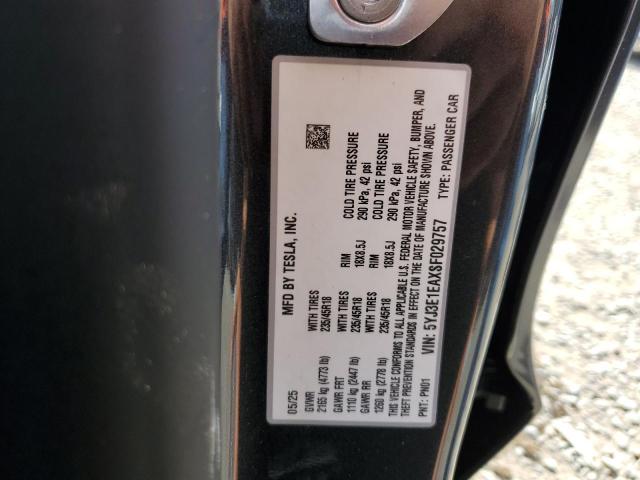 MFD BY TESLA, INC.
05/25
GVWR WITH TIRES RIM COLD TIRE PRESSURE
2165 kg (4773 lb) 235/45R18 18X8.5J 290 kPa, 42 psi
GAWR FRT WITH TIRES RIM COLD TIRE PRESSURE
1110 kg (2447 lb) 235/45R18 18X8.5J 290 kPa, 42 psi
GAWR RR
1260 kg (2778 lb)
THIS VEHICLE CONFORMS TO ALL APPLICABLE U.S. FEDERAL MOTOR VEHICLE SAFETY, BUMPER, AND
THEFT PREVENTION STANDARDS IN EFFECT ON THE DATE OF MANUFACTURE SHOWN ABOVE.
PNT: PN01 VIN: 5YJ3E1EAXSF029757 TYPE: PASSENGER CAR